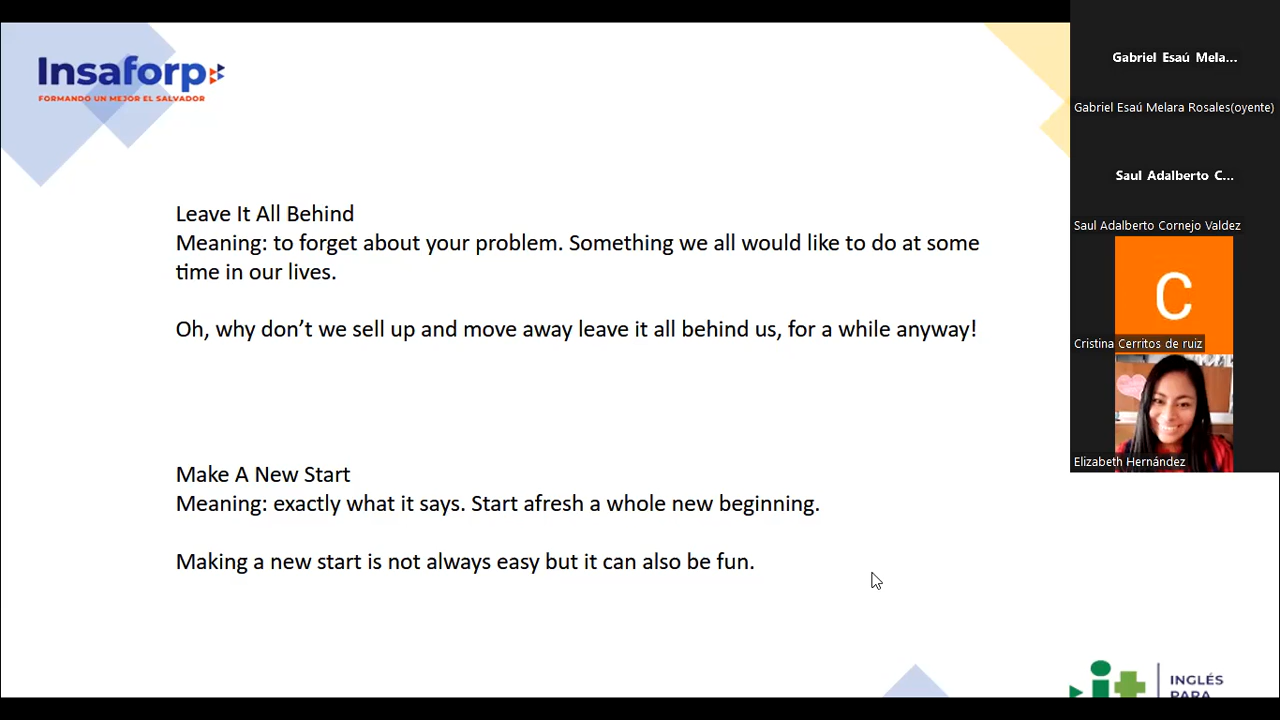 Insaforp
FORMANDO UN MEJOR EL SALVADOR
Leave It All Behind
Meaning: to forget about your problem. Something we all would like to do at some
time in our lives.
Oh, why don’t we sell up and move away leave it all behind us, for a while anyway!
Make A New Start
Meaning: exactly what it says. Start afresh a whole new beginning.
Making a new start is not always easy but it can also be fun.
it
INGLÉS
PARA
Gabriel Esaú Mela...
Gabriel Esaú Melara Rosales(oyente)
Saul Adalberto C...
Saul Adalberto Cornejo Valdez
C
Cristina Cerritos de ruiz
Elizabeth Hernández